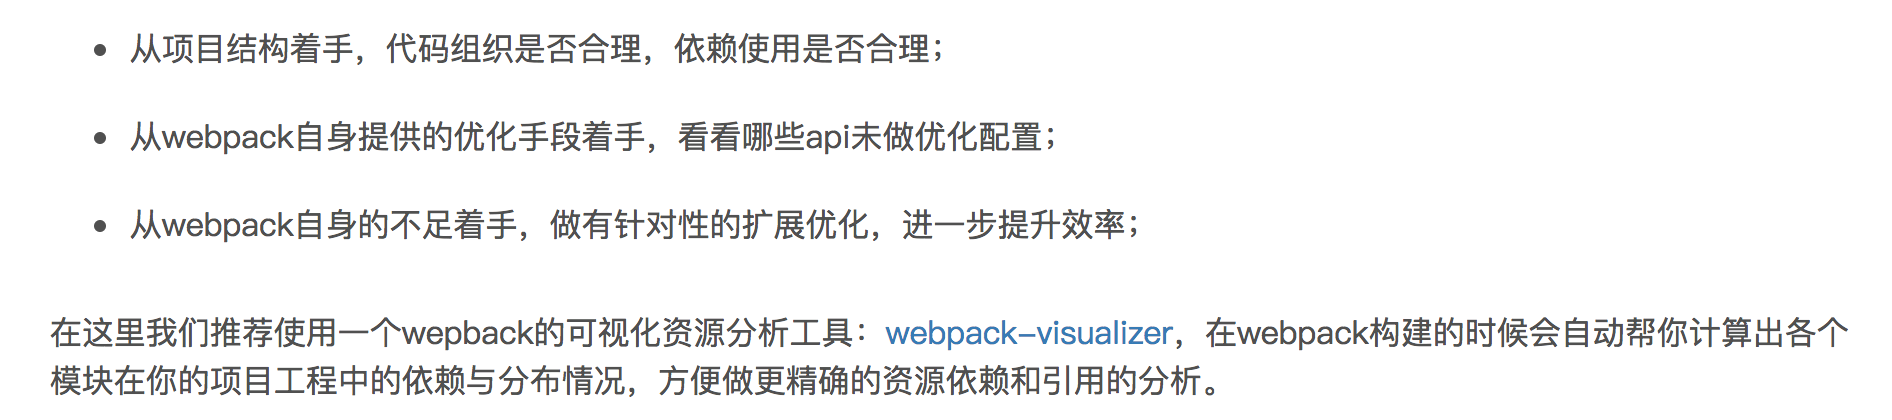 从项目结构着手，代码组织是否合理，依赖使用是否合理；
从webpack自身提供的优化手段着手，看看哪些api未做优化配置；
从webpack自身的不足着手，做有针对性的扩展优化，进一步提升效率；
在这里我们推荐使用一个wepback的可视化资源分析工具：webpack-visualizer，在webpack构建的时候会自动帮你计算出各个
模块在你的项目工程中的依赖与分布情况，方便做更精确的资源依赖和引用的分析。